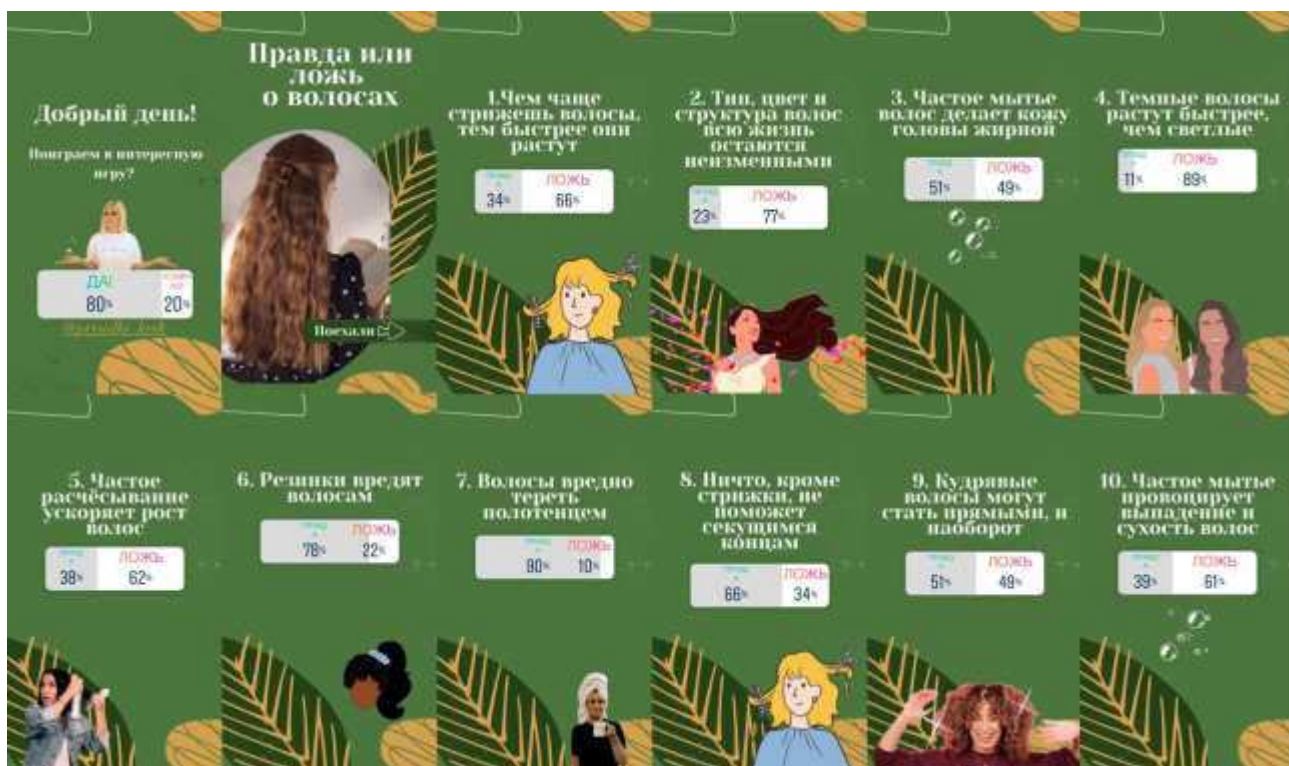 Добрый день!
Поиграем в интересную
игру?
ДА!
80%
20%
Правда или
ложь
о волосах
Поехали
1.Чем чаще
стрижешь волосы,
тем быстрее они
растут
ЛОЖЬ
34% 66%
2. Тип, цвет и
структура волос
всю жизнь
остаются
неизменными
ЛОЖЬ
23% 77%
3. Частое мытье
волос делает кожу
головы жирной
ЛОЖЬ
51% 49%
4. Темные волосы
растут быстрее,
чем светлые
ЛОЖЬ
11% 89%
5. Частое
расчёсывание
ускоряет рост
волос
ЛОЖЬ
38% 62%
6. Резинки вредят
волосам
ЛОЖЬ
78% 22%
7. Волосы вредно
тереть
полотенцем
ЛОЖЬ
90% 10%
8. Ничто, кроме
стрижки, не
поможет
секущимся
концам
ЛОЖЬ
66% 34%
9. Кудрявые
волосы могут
стать прямыми, и
наоборот
ЛОЖЬ
51% 49%
10. Частое мытье
провоцирует
выпадение и
сухость волос
ЛОЖЬ
39% 61%